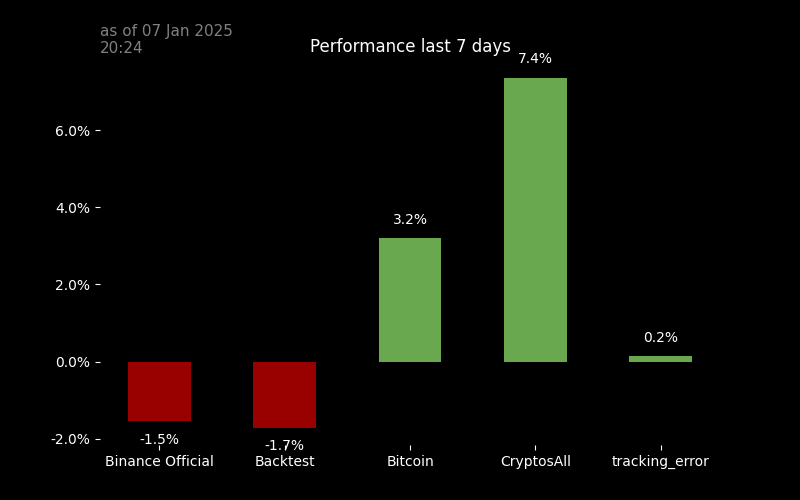 as of 07 Jan 2025
20:24
Performance last 7 days
7.4%
6.0%
4.0%
3.2%
2.0%
0.2%
0.0%
-2.0%
-1.5%
-1.7%
Binance Official
Backtest
Bitcoin
CryptosAll
tracking_error